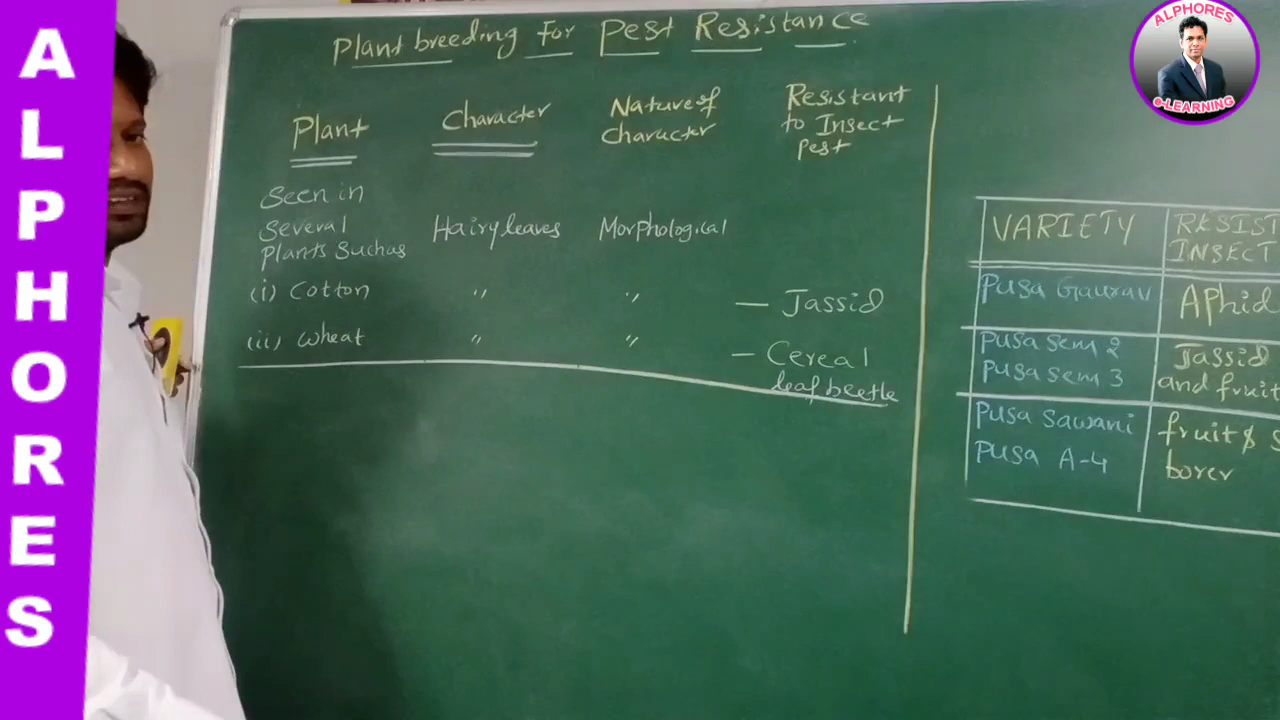 ALPHORES
Plant breeding For Pest Resistance
Plant
Character
Nature of
character
Resistant
to Insect
pest
Seen in
Several
plants Such as
Hairy leaves
Morphological
(i) Cotton " " — Jassid
(ii) wheat " " — Cereal
leaf beetle
VARIETY
RESIST
INSECT
Pusa Gaurav
Aphid
Pusa Sem 2
Pusa Sem 3
Jassid
and fruit
Pusa Sawani
Pusa A-4
fruit & S
borer
ALPHORES
e-LEARNING